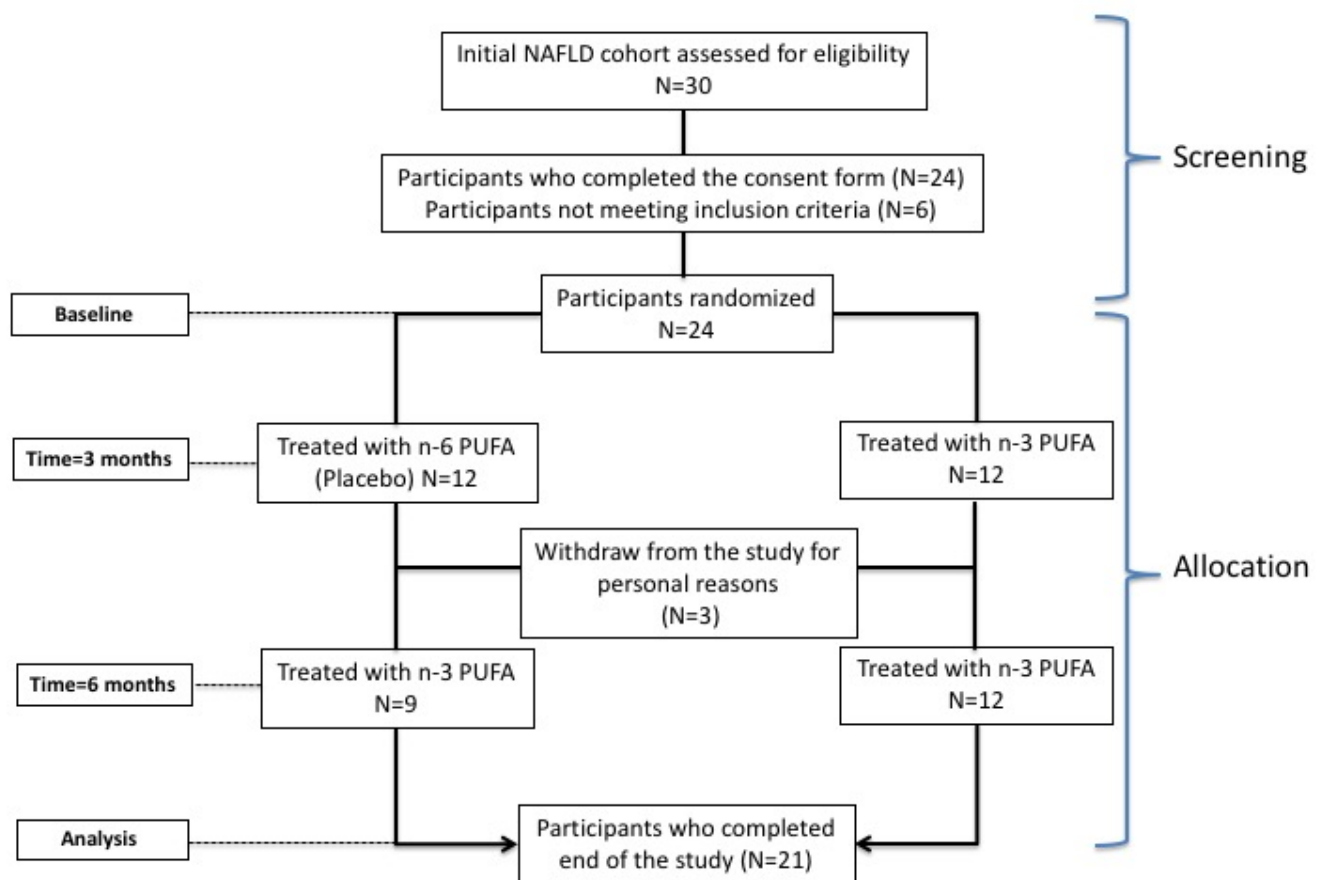 Initial NAFLD cohort assessed for eligibility
N=30
Screening
Participants who completed the consent form (N=24)
Participants not meeting inclusion criteria (N=6)
Baseline
Participants randomized
N=24
Time=3 months
Treated with n-6 PUFA
(Placebo) N=12
Treated with n-3 PUFA
N=12
Withdraw from the study for
personal reasons
(N=3)
Allocation
Time=6 months
Treated with n-3 PUFA
N=9
Treated with n-3 PUFA
N=12
Analysis
Participants who completed
end of the study (N=21)